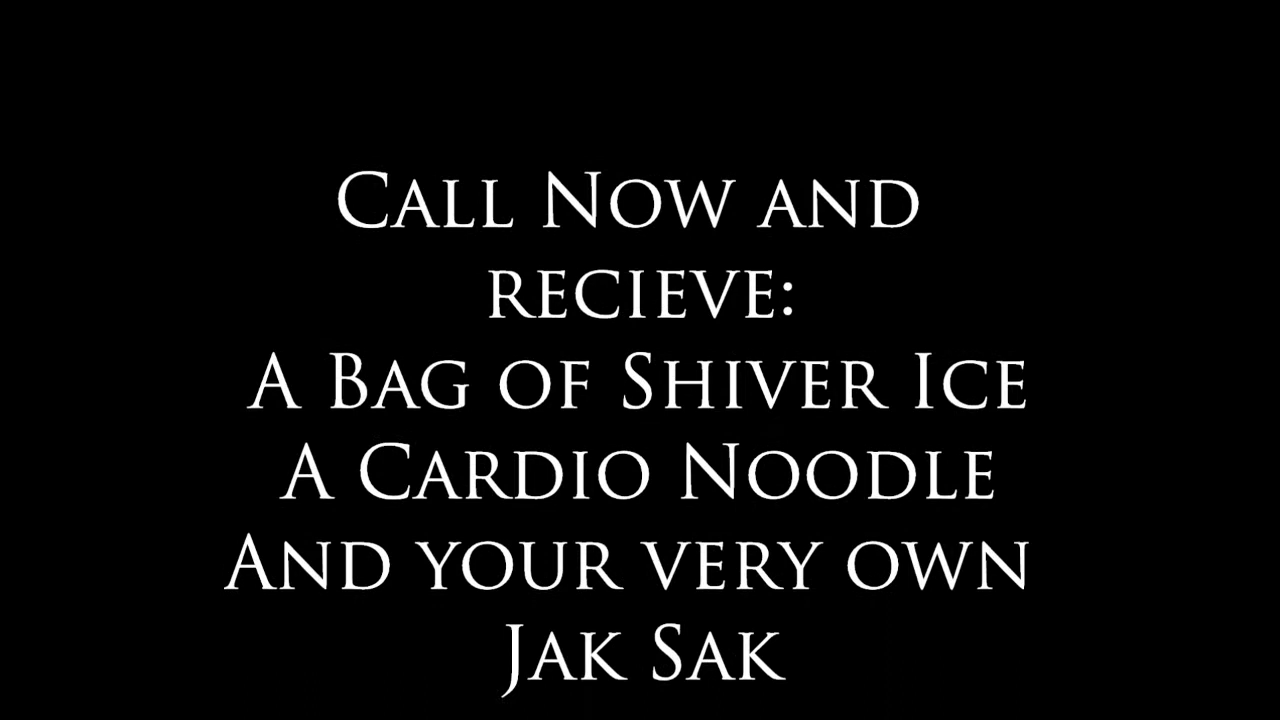 Call Now and
recieve:
A Bag of Shiver Ice
A Cardio Noodle
And your very own
Jak Sak